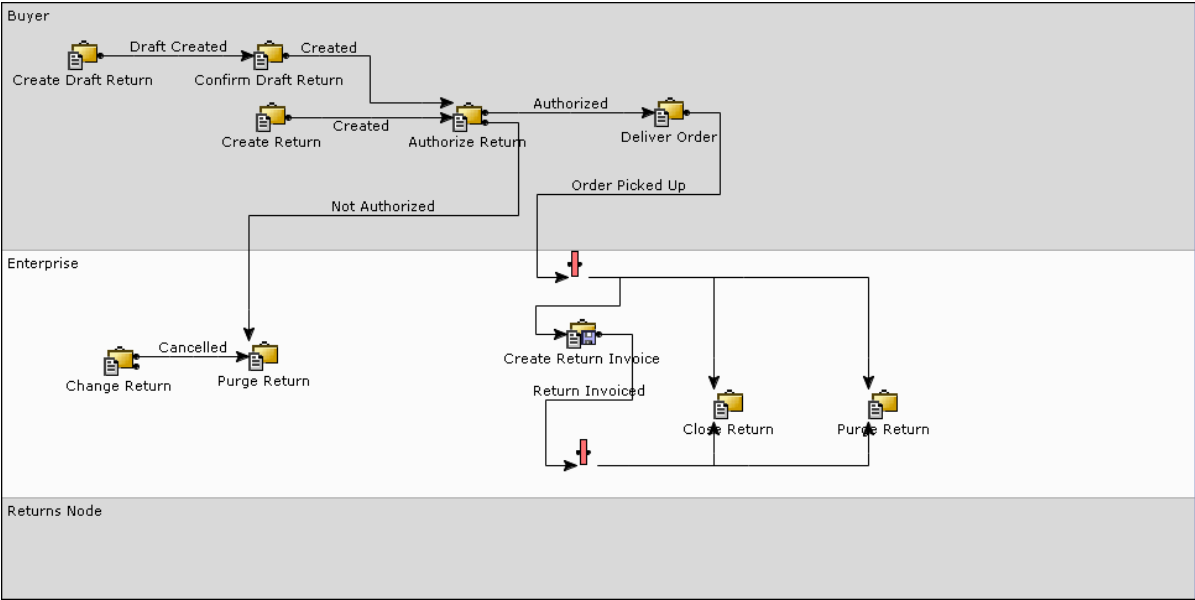 Buyer
Draft Created
Created
Create Draft Return
Confirm Draft Return
Authorized
Created
Create Return
Authorize Return
Deliver Order
Order Picked Up
Not Authorized
Enterprise
Cancelled
Change Return
Purge Return
Create Return Invoice
Return Invoiced
Close Return
Purge Return
Returns Node